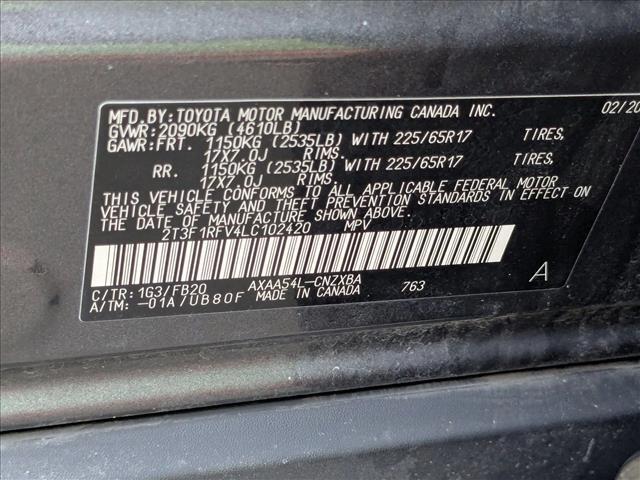 MFD. BY: TOYOTA MOTOR MANUFACTURING CANADA INC. 02/20
GVWR: 2090KG (4610LB)
GAWR: FRT. 1150KG (2535LB) WITH 225/65R17 TIRES,
17X7.0J RIMS.
RR. 1150KG (2535LB) WITH 225/65R17 TIRES,
17X7.0J RIMS.
THIS VEHICLE CONFORMS TO ALL APPLICABLE FEDERAL MOTOR
VEHICLE SAFETY AND THEFT PREVENTION STANDARDS IN EFFECT ON
THE DATE OF MANUFACTURE SHOWN ABOVE.
2T3F1RFV4LC102420 MPV
C/TR: 1G3/FB20 AXAA54L-CNZXBA 763 A
A/TM: -01A/UB80F MADE IN CANADA